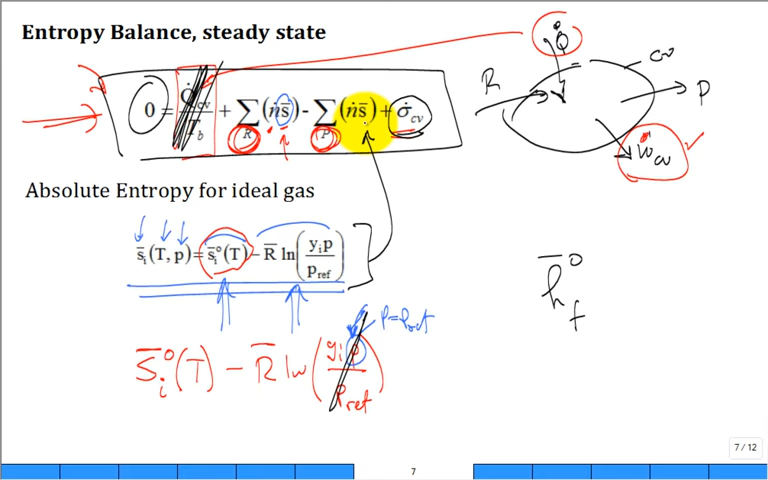 Entropy Balance, steady state
Q̇
cv
R
P
Ẇcv
0 = Q̇cv/Tb + ∑R (ṅs̄) - ∑P (ṅs̄) + σ̇cv
Absolute Entropy for ideal gas
s̄i(T, p) = s̄i°(T) − R̄ ln(yip/pref)
h̄f°
P=Pref
S̄i°(T) − R̄ ln(yiP/Pref)
7 / 12
7